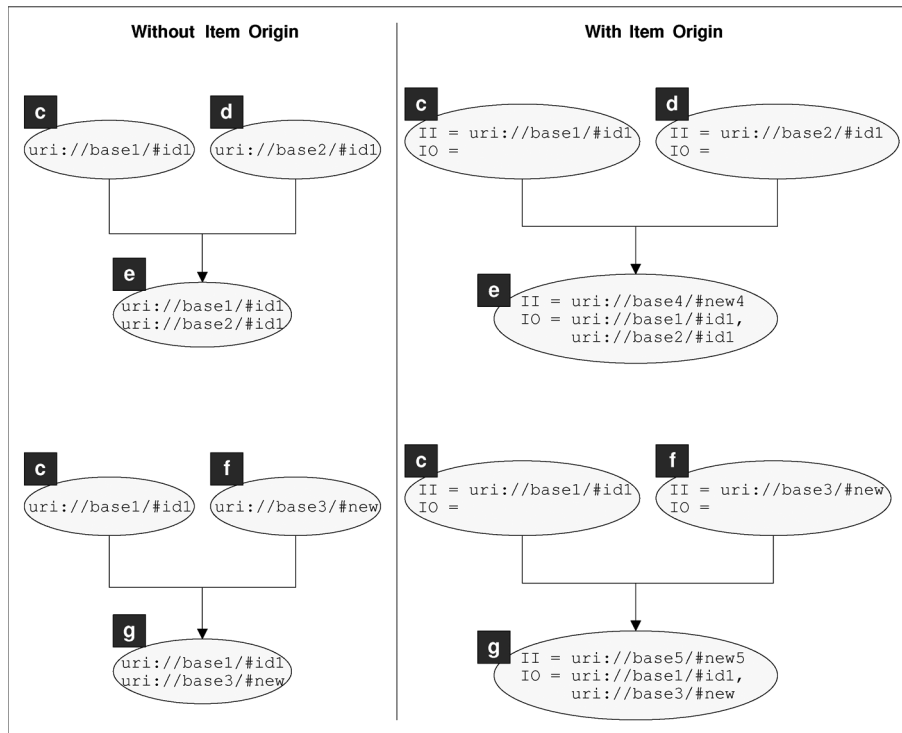 Without Item Origin
c
d
uri://base1/#id1
uri://base2/#id1
e
uri://base1/#id1
uri://base2/#id1
c
f
uri://base1/#id1
uri://base3/#new
g
uri://base1/#id1
uri://base3/#new
With Item Origin
c
d
II = uri://base1/#id1
IO =
II = uri://base2/#id1
IO =
e
II = uri://base4/#new4
IO = uri://base1/#id1,
uri://base2/#id1
c
f
II = uri://base1/#id1
IO =
II = uri://base3/#new
IO =
g
II = uri://base5/#new5
IO = uri://base1/#id1,
uri://base3/#new